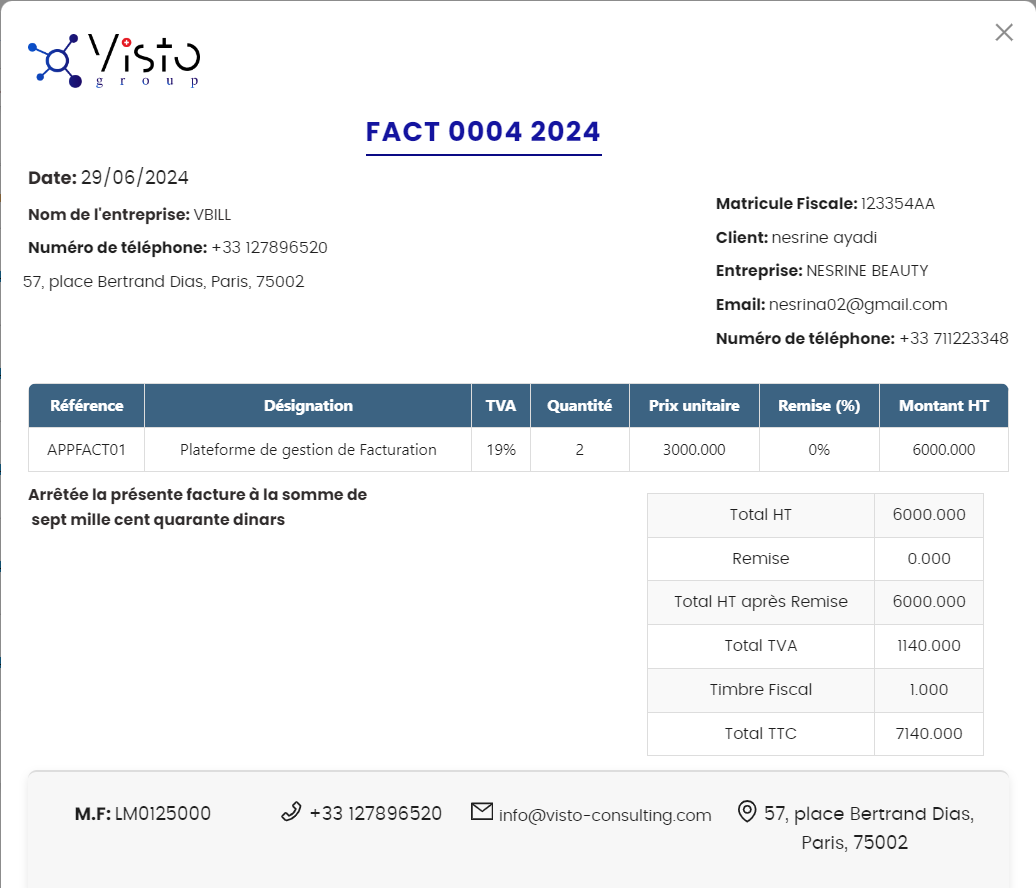 Visto
group
FACT 0004 2024
Date: 29/06/2024
Nom de l'entreprise: VBILL
Numéro de téléphone: +33 127896520
57, place Bertrand Dias, Paris, 75002
Matricule Fiscale: 123354AA
Client: nesrine ayadi
Entreprise: NESRINE BEAUTY
Email: nesrina02@gmail.com
Numéro de téléphone: +33 711223348
Référence Désignation TVA Quantité Prix unitaire Remise (%) Montant HT
APPFACT01 Plateforme de gestion de Facturation 19% 2 3000.000 0% 6000.000
Arrêtée la présente facture à la somme de
sept mille cent quarante dinars
Total HT 6000.000
Remise 0.000
Total HT après Remise 6000.000
Total TVA 1140.000
Timbre Fiscal 1.000
Total TTC 7140.000
M.F: LM0125000 +33 127896520 info@visto-consulting.com 57, place Bertrand Dias,
Paris, 75002